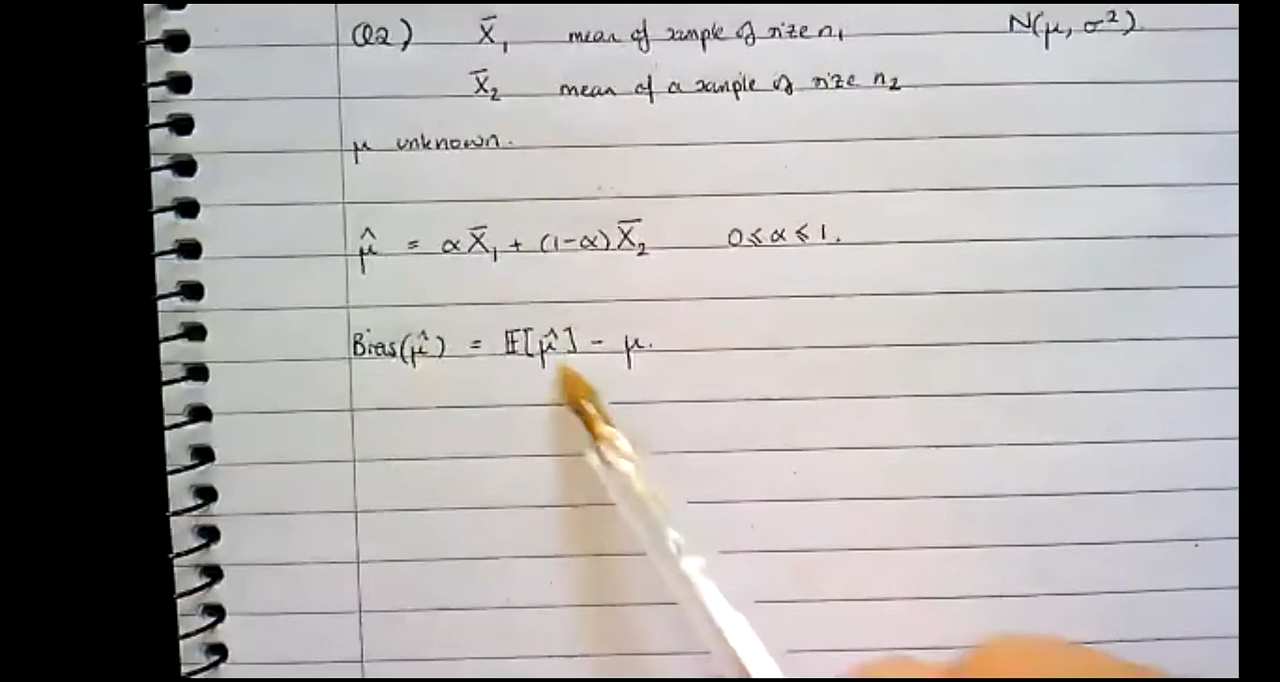 Q2) X̄₁ mean of sample of size n₁ N(μ, σ²)
X̄₂ mean of a sample of size n₂
μ unknown.
μ̂ = αX̄₁ + (1-α)X̄₂ 0≤α≤1.
Bias(μ̂) = 𝔼[μ̂] - μ.